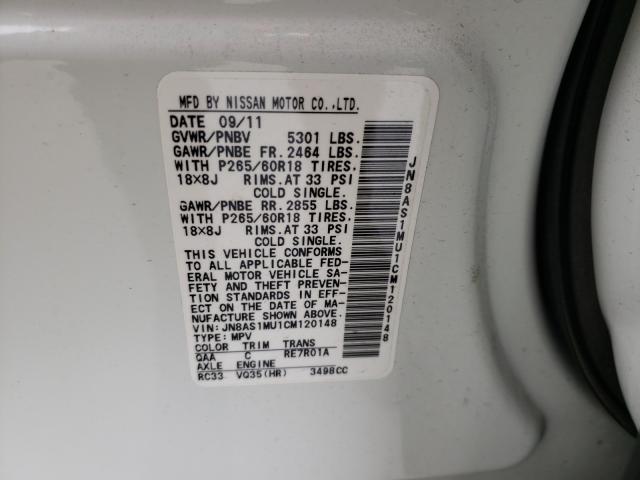 MFD BY NISSAN MOTOR CO.,LTD.
DATE 09/11
GVWR/PNBV 5301 LBS.
GAWR/PNBE FR. 2464 LBS.
WITH P265/60R18 TIRES.
18×8J RIMS. AT 33 PSI
COLD SINGLE.
GAWR/PNBE RR. 2855 LBS.
WITH P265/60R18 TIRES.
18×8J RIMS. AT 33 PSI
COLD SINGLE.
THIS VEHICLE CONFORMS
TO ALL APPLICABLE FED-
ERAL MOTOR VEHICLE SA-
FETY AND THEFT PREVEN-
TION STANDARDS IN EFF-
ECT ON THE DATE OF MA-
NUFACTURE SHOWN ABOVE.
VIN: JN8AS1MU1CM120148
TYPE: MPV
COLOR TRIM TRANS
QAA C RE7R01A
AXLE ENGINE
RC33 VQ35(HR) 3498CC
JN8AS1MU1CM120148